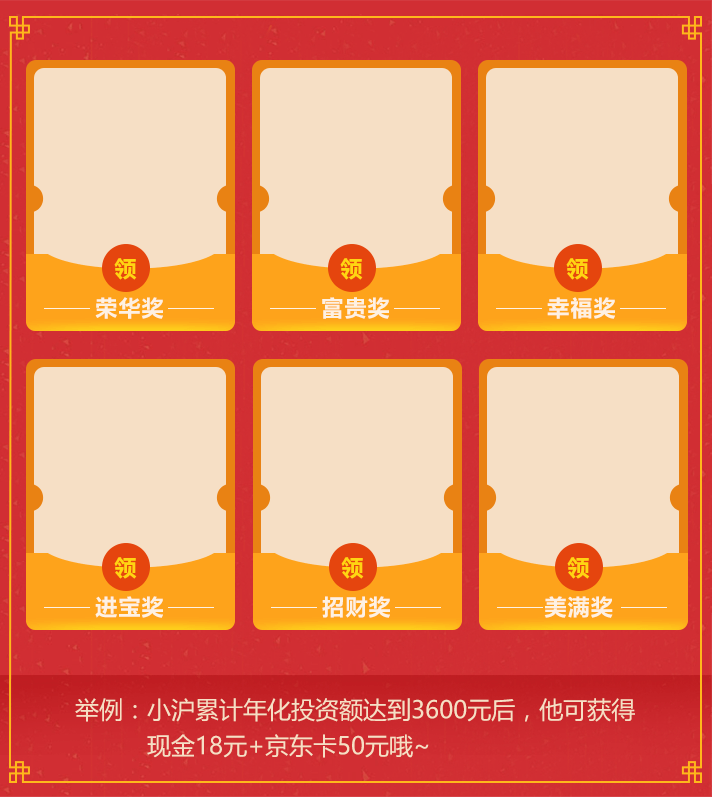 领
领
领
荣华奖
富贵奖
幸福奖
领
领
领
进宝奖
招财奖
美满奖
举例：小沪累计年化投资额达到3600元后，他可获得
现金18元+京东卡50元哦~